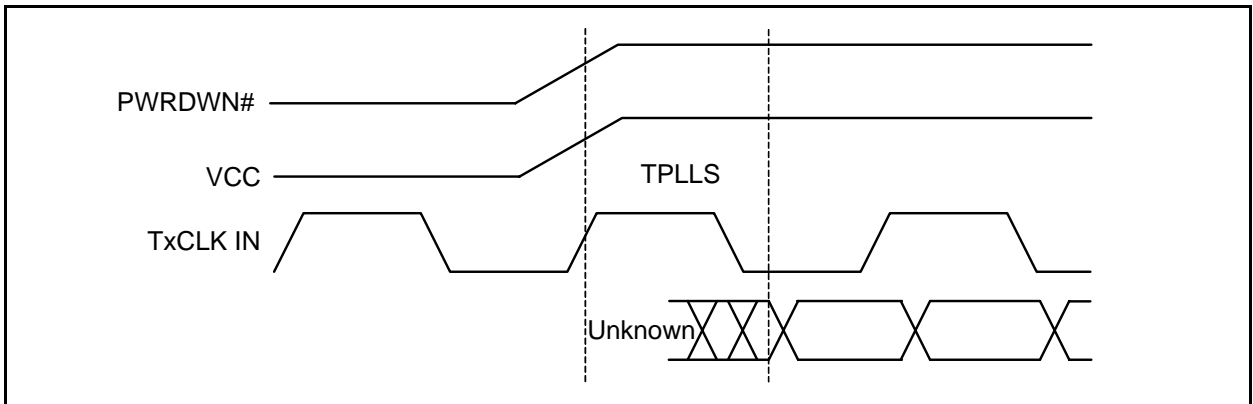 PWRDWN#
VCC
TPLLS
TxCLK IN
Unknown